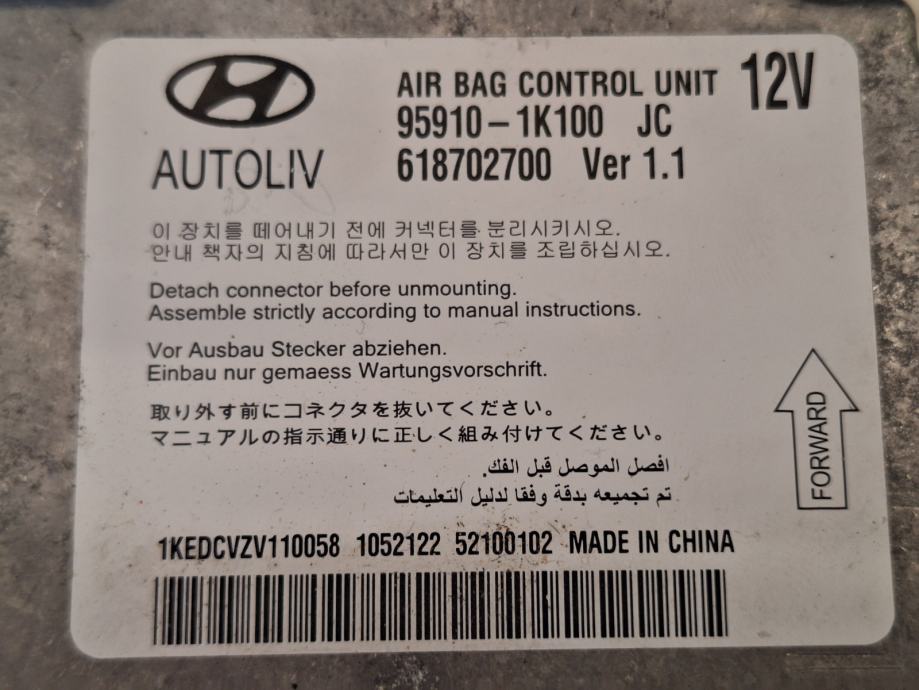 AIR BAG CONTROL UNIT 12V
95910-1K100 JC
AUTOLIV
618702700 Ver 1.1
이 장치를 떼어내기 전에 커넥터를 분리시키시오.
안내 책자의 지침에 따라서만 이 장치를 조립하십시오.
Detach connector before unmounting.
Assemble strictly according to manual instructions.
Vor Ausbau Stecker abziehen.
Einbau nur gemaess Wartungsvorschrift.
取り外す前にコネクタを抜いてください。
マニュアルの指示通りに正しく組み付けてください。
افصل الموصل قبل الفك.
تم تجميعه بدقة وفقا لدليل التعليمات
FORWARD
1KEDCVZV110058 1052122 52100102 MADE IN CHINA